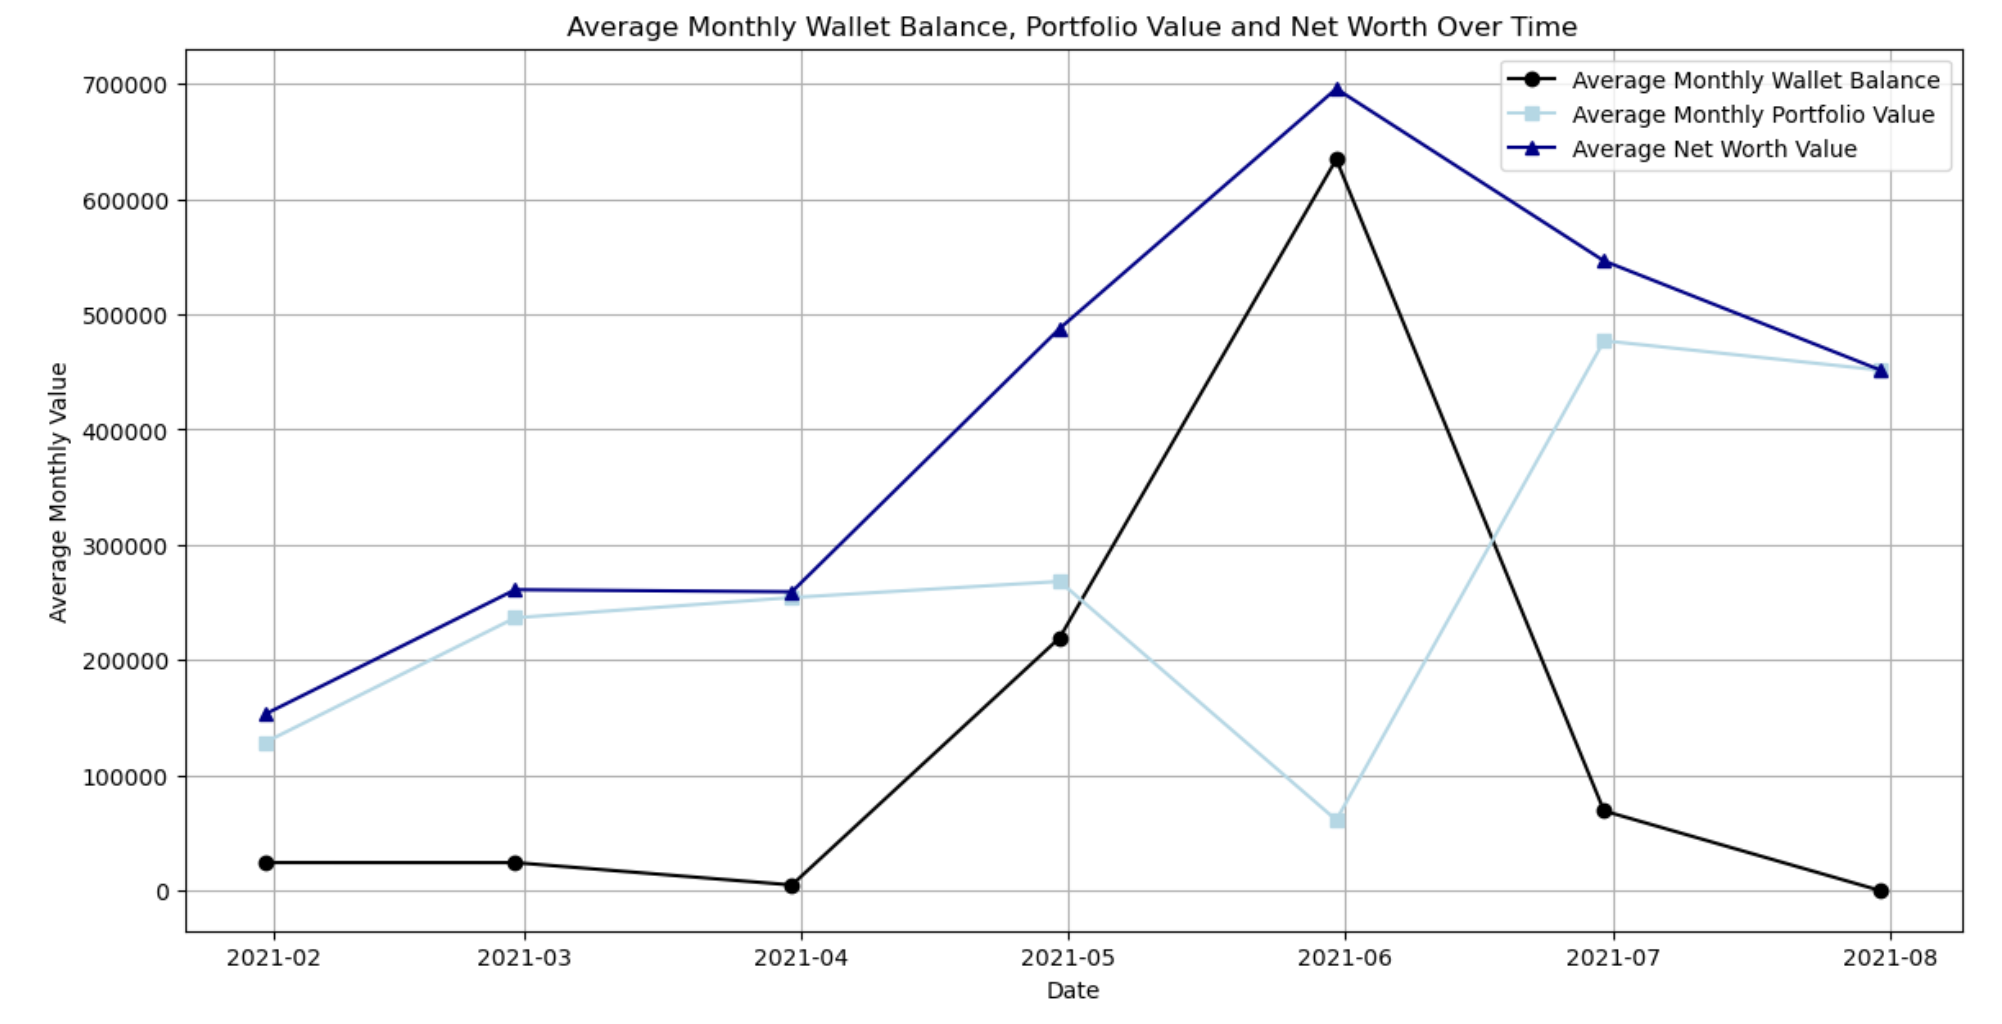 Average Monthly Wallet Balance, Portfolio Value and Net Worth Over Time
Average Monthly Wallet Balance
Average Monthly Portfolio Value
Average Net Worth Value
Average Monthly Value
700000
600000
500000
400000
300000
200000
100000
0
2021-02 2021-03 2021-04 2021-05 2021-06 2021-07 2021-08
Date